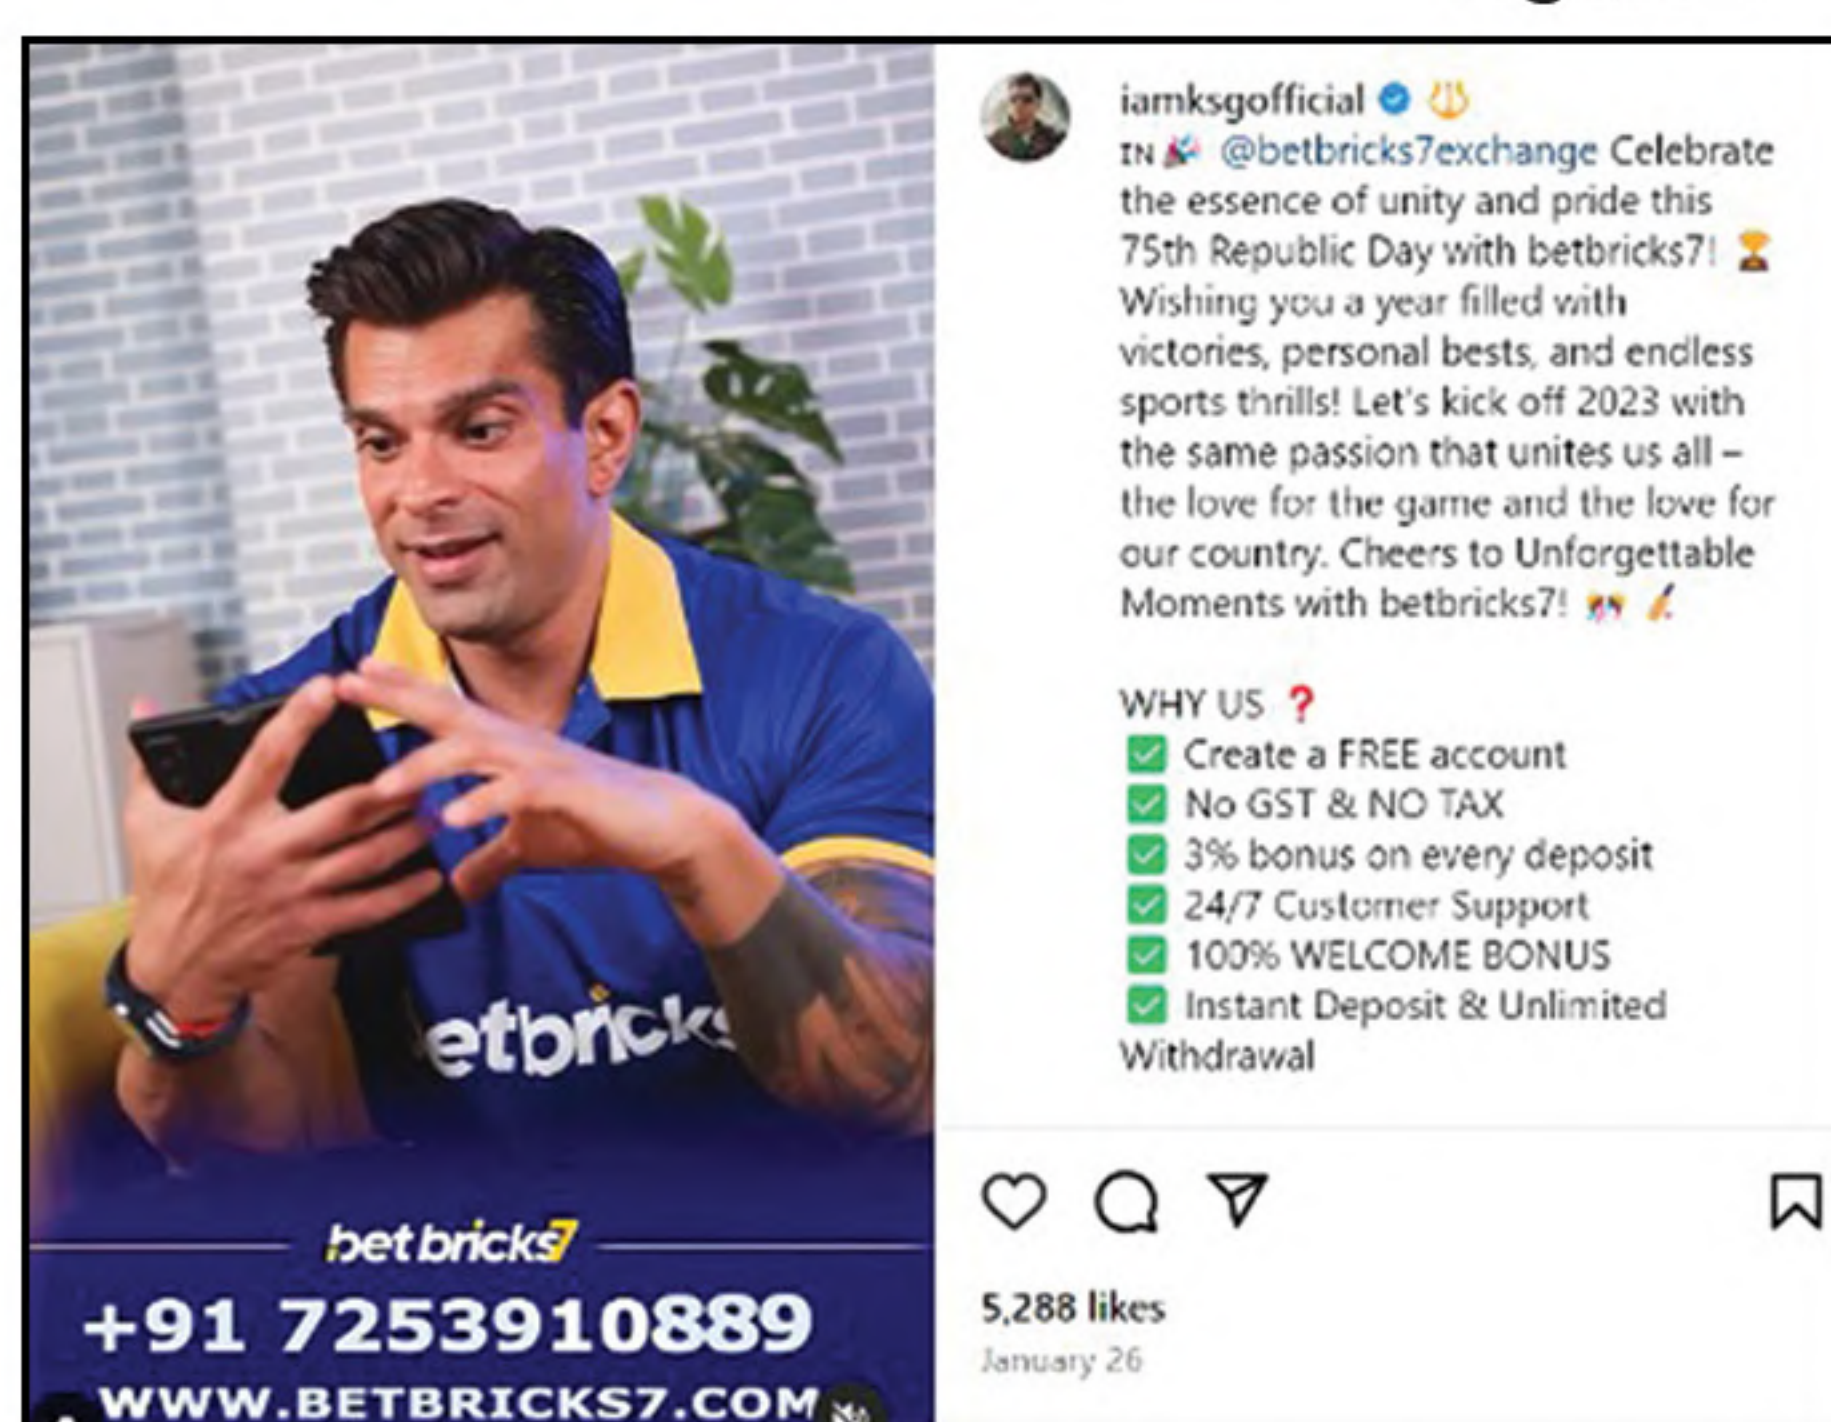 iamksgofficial
IN 🎉 @betbricks7exchange Celebrate
the essence of unity and pride this
75th Republic Day with betbricks7! 🏆
Wishing you a year filled with
victories, personal bests, and endless
sports thrills! Let's kick off 2023 with
the same passion that unites us all –
the love for the game and the love for
our country. Cheers to Unforgettable
Moments with betbricks7!
WHY US ❓
✅ Create a FREE account
✅ No GST & NO TAX
✅ 3% bonus on every deposit
✅ 24/7 Customer Support
✅ 100% WELCOME BONUS
✅ Instant Deposit & Unlimited
Withdrawal
5,288 likes
January 26
etbricks
betbricks7
+91 7253910889
WWW.BETBRICKS7.COM